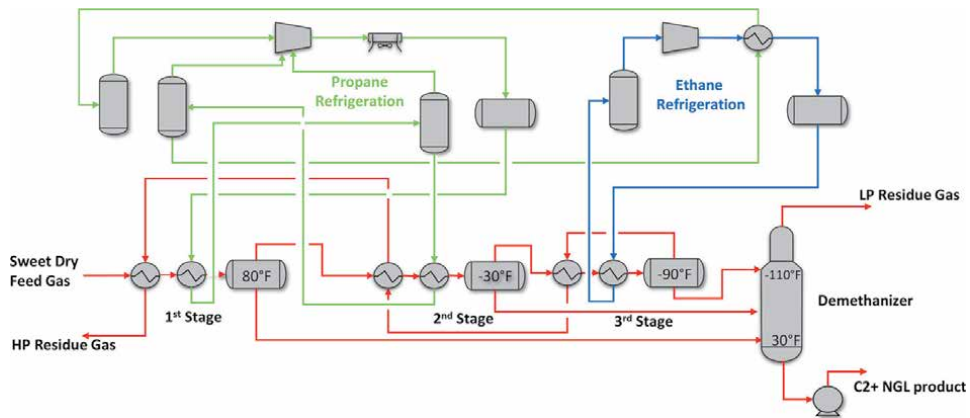 Propane
Refrigeration
Ethane
Refrigeration
LP Residue Gas
Sweet Dry
Feed Gas
80°F
-30°F
-90°F
-110°F
Demethanizer
1st Stage
2nd Stage
3rd Stage
HP Residue Gas
30°F
C2+ NGL product